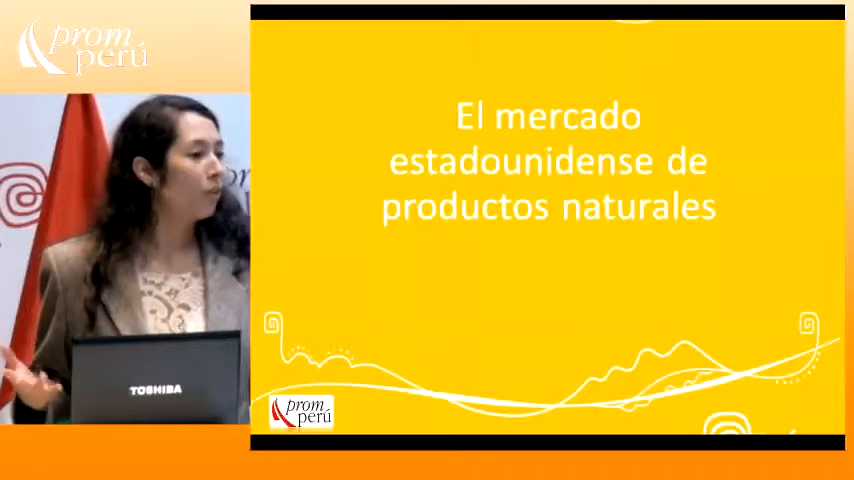 prom
perú
El mercado
estadounidense de
productos naturales
TOSHIBA
prom
perú